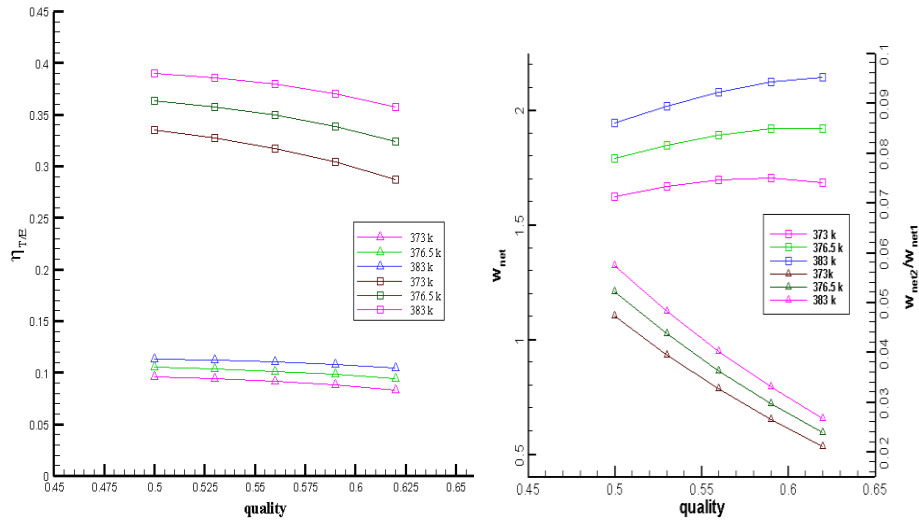 0.45
0.4
0.35
0.3
0.25
0.2
0.15
0.1
0.05
0
η T/E
373 k
376.5 k
383 k
373 k
376.5 k
383 k
0.45 0.475 0.5 0.525 0.55 0.575 0.6 0.625 0.65
quality
2
1.5
1
0.5
w net
373 k
376.5 k
383 k
373k
376.5 k
383 k
0.1
0.09
0.08
0.07
0.06
0.05
0.04
0.03
0.02
w net2/w net1
0.45 0.5 0.55 0.6 0.65
quality